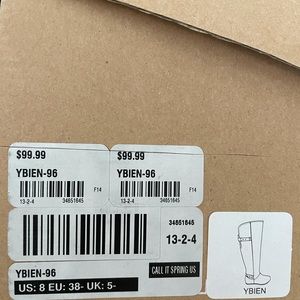 $99.99
YBIEN-96
F14
13-2-4 34651645
$99.99
YBIEN-96
F14
13-2-4 34651645
34651645
13-2-4
YBIEN-96
CALL IT SPRING US
US: 8 EU: 38- UK: 5-
YBIEN